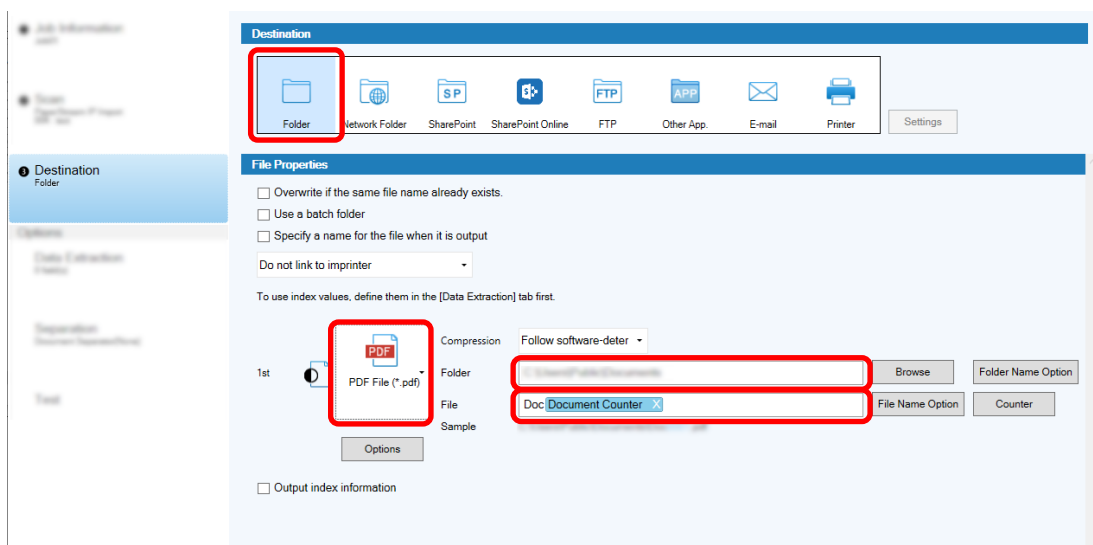 Destination
SP
S
FTP
APP
Folder
Network Folder
SharePoint
SharePoint Online
FTP
Other App.
E-mail
Printer
Settings
3 Destination
Folder
File Properties
Overwrite if the same file name already exists.
Use a batch folder
Specify a name for the file when it is output
Do not link to imprinter
To use index values, define them in the [Data Extraction] tab first.
1st
PDF
PDF File (*.pdf)
Compression
Follow software-deter
Folder
Browse
Folder Name Option
File
Doc Document Counter X
File Name Option
Counter
Sample
Options
Output index information